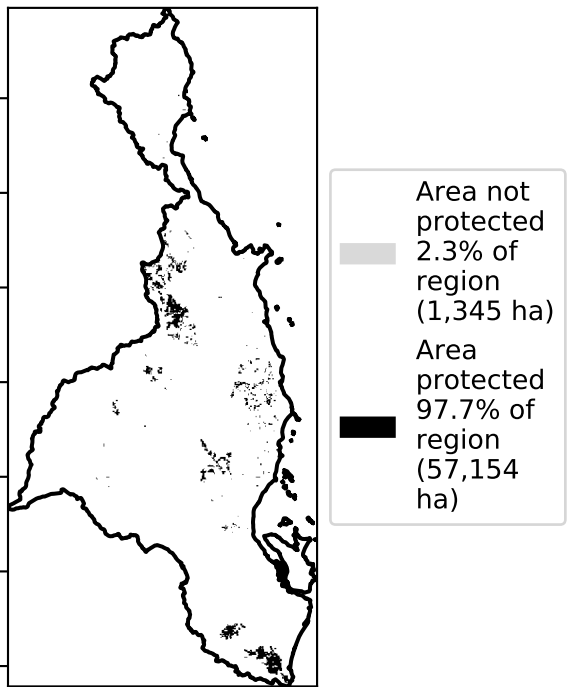 Area not
protected
2.3% of
region
(1,345 ha)
Area
protected
97.7% of
region
(57,154
ha)